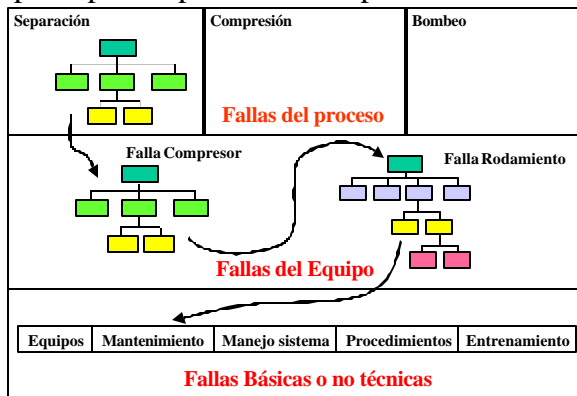 Separación
Compresión
Bombeo
Fallas del proceso
Falla Compresor
Falla Rodamiento
Fallas del Equipo
Equipos
Mantenimiento
Manejo sistema
Procedimientos
Entrenamiento
Fallas Básicas o no técnicas